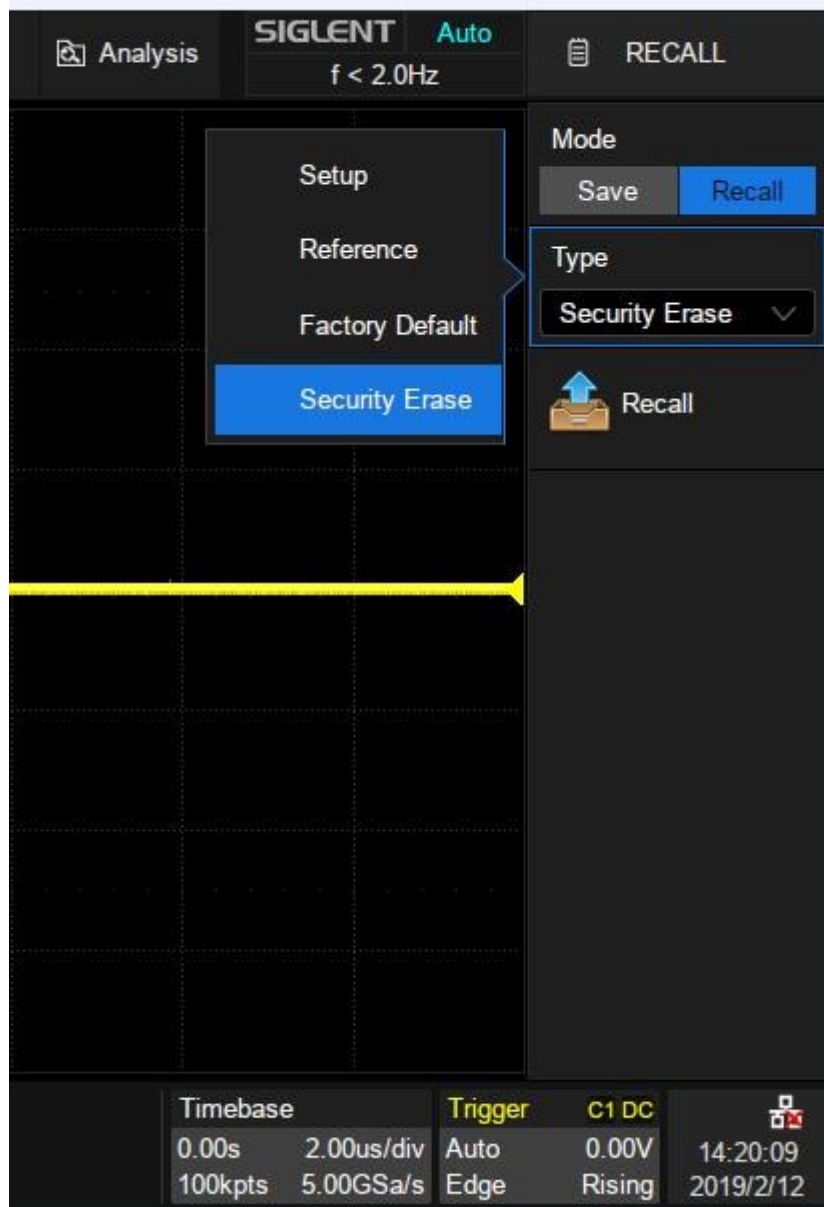 Analysis
SIGLENT Auto
f < 2.0Hz
RECALL
Mode
Save Recall
Type
Security Erase
Recall
Setup
Reference
Factory Default
Security Erase
Timebase
0.00s 2.00us/div
100kpts 5.00GSa/s
Trigger C1 DC
Auto 0.00V
Edge Rising
14:20:09
2019/2/12